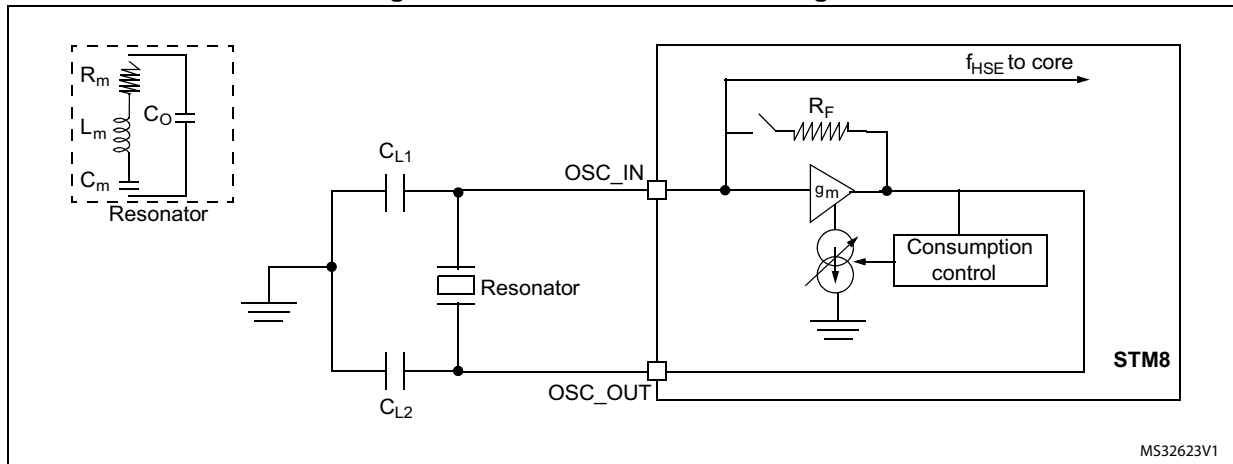 R_m
C_O
L_m
C_m
Resonator
C_L1
OSC_IN
Resonator
C_L2
OSC_OUT
f_HSE to core
R_F
g_m
Consumption
control
STM8
MS32623V1